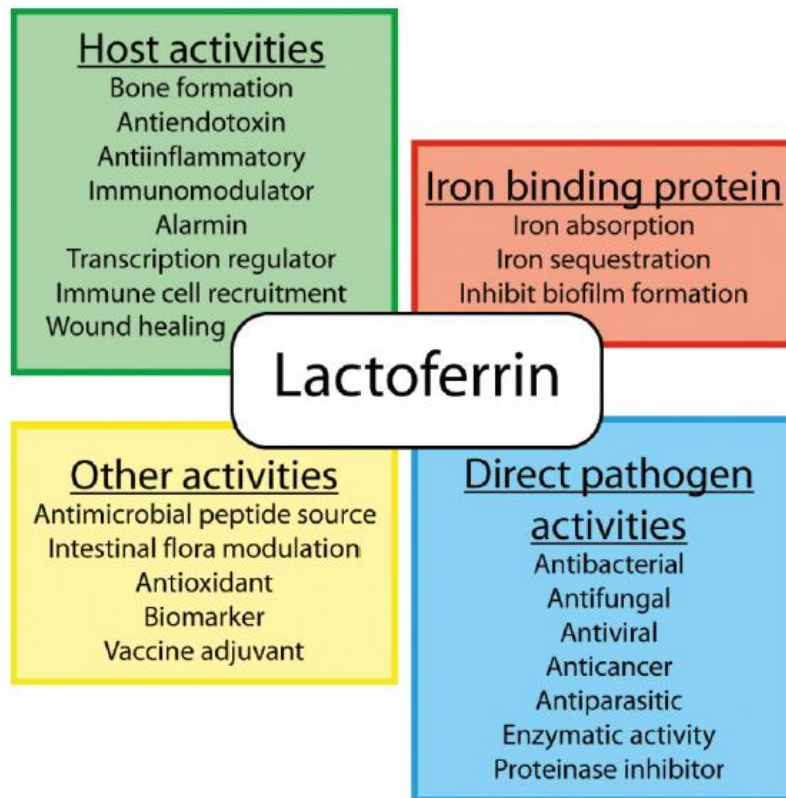 Host activities
Bone formation
Antiendotoxin
Antiinflammatory
Immunomodulator
Alarmin
Transcription regulator
Immune cell recruitment
Wound healing
Iron binding protein
Iron absorption
Iron sequestration
Inhibit biofilm formation
Lactoferrin
Other activities
Antimicrobial peptide source
Intestinal flora modulation
Antioxidant
Biomarker
Vaccine adjuvant
Direct pathogen
activities
Antibacterial
Antifungal
Antiviral
Anticancer
Antiparasitic
Enzymatic activity
Proteinase inhibitor